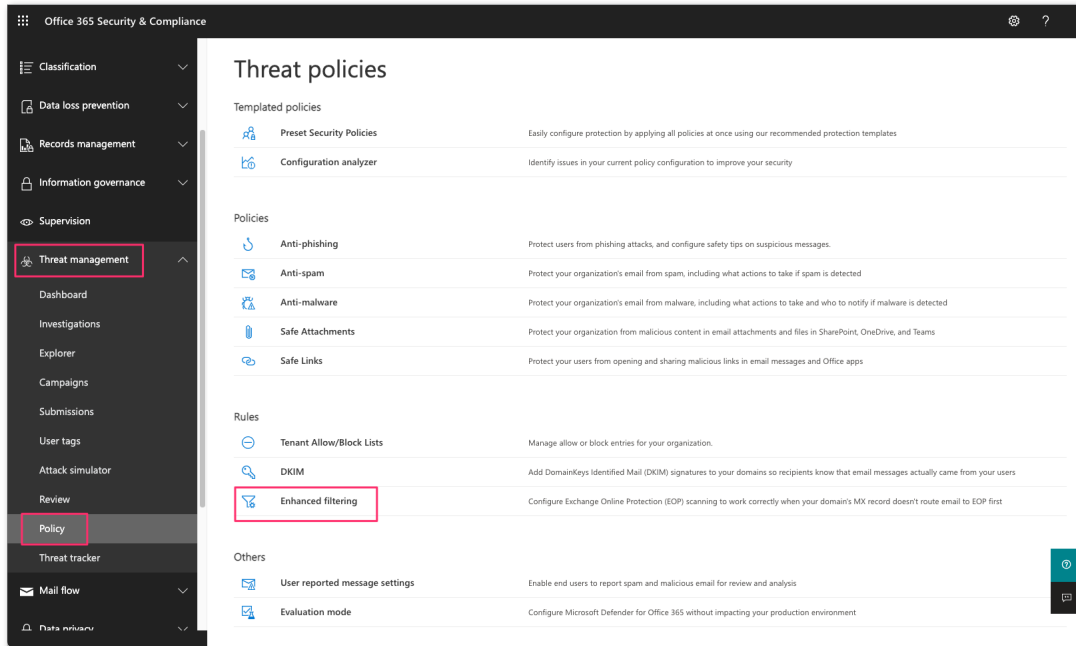 Office 365 Security & Compliance
?
Classification
Data loss prevention
Records management
Information governance
Supervision
Threat management
Dashboard
Investigations
Explorer
Campaigns
Submissions
User tags
Attack simulator
Review
Policy
Threat tracker
Mail flow
Data privacy
Threat policies
Templated policies
Preset Security Policies Easily configure protection by applying all policies at once using our recommended protection templates
Configuration analyzer Identify issues in your current policy configuration to improve your security
Policies
Anti-phishing Protect users from phishing attacks, and configure safety tips on suspicious messages.
Anti-spam Protect your organization's email from spam, including what actions to take if spam is detected
Anti-malware Protect your organization's email from malware, including what actions to take and who to notify if malware is detected
Safe Attachments Protect your organization from malicious content in email attachments and files in SharePoint, OneDrive, and Teams
Safe Links Protect your users from opening and sharing malicious links in email messages and Office apps
Rules
Tenant Allow/Block Lists Manage allow or block entries for your organization.
DKIM Add DomainKeys Identified Mail (DKIM) signatures to your domains so recipients know that email messages actually came from your users
Enhanced filtering Configure Exchange Online Protection (EOP) scanning to work correctly when your domain's MX record doesn't route email to EOP first
Others
User reported message settings Enable end users to report spam and malicious email for review and analysis
Evaluation mode Configure Microsoft Defender for Office 365 without impacting your production environment